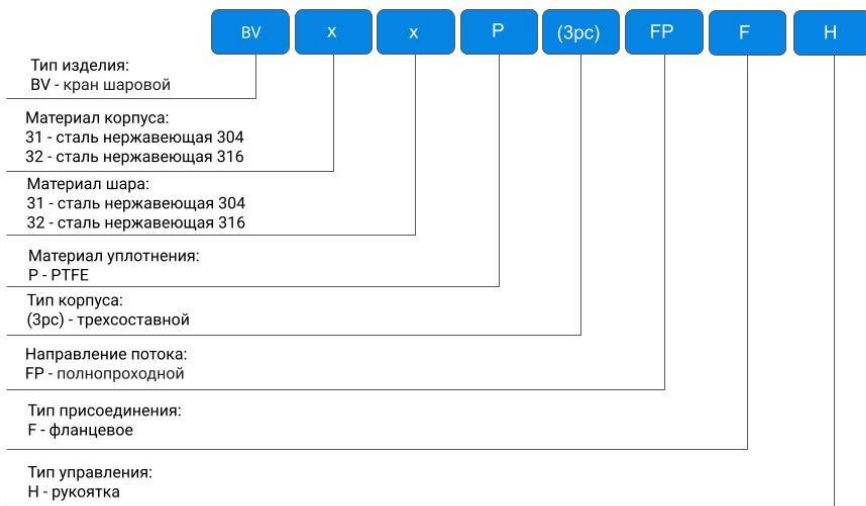 BV x x P (3pc) FP F H
Тип изделия:
BV - кран шаровой
Материал корпуса:
31 - сталь нержавеющая 304
32 - сталь нержавеющая 316
Материал шара:
31 - сталь нержавеющая 304
32 - сталь нержавеющая 316
Материал уплотнения:
P - PTFE
Тип корпуса:
(3pc) - трехсоставной
Направление потока:
FP - полнопроходной
Тип присоединения:
F - фланцевое
Тип управления:
H - рукоятка